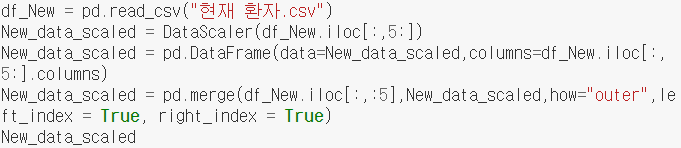 df_New = pd.read_csv("현재 환자.csv")
New_data_scaled = DataScaler(df_New.iloc[:,5:])
New_data_scaled = pd.DataFrame(data=New_data_scaled,columns=df_New.iloc[:,
5:].columns)
New_data_scaled = pd.merge(df_New.iloc[:,:5],New_data_scaled,how="outer",le
ft_index = True, right_index = True)
New_data_scaled